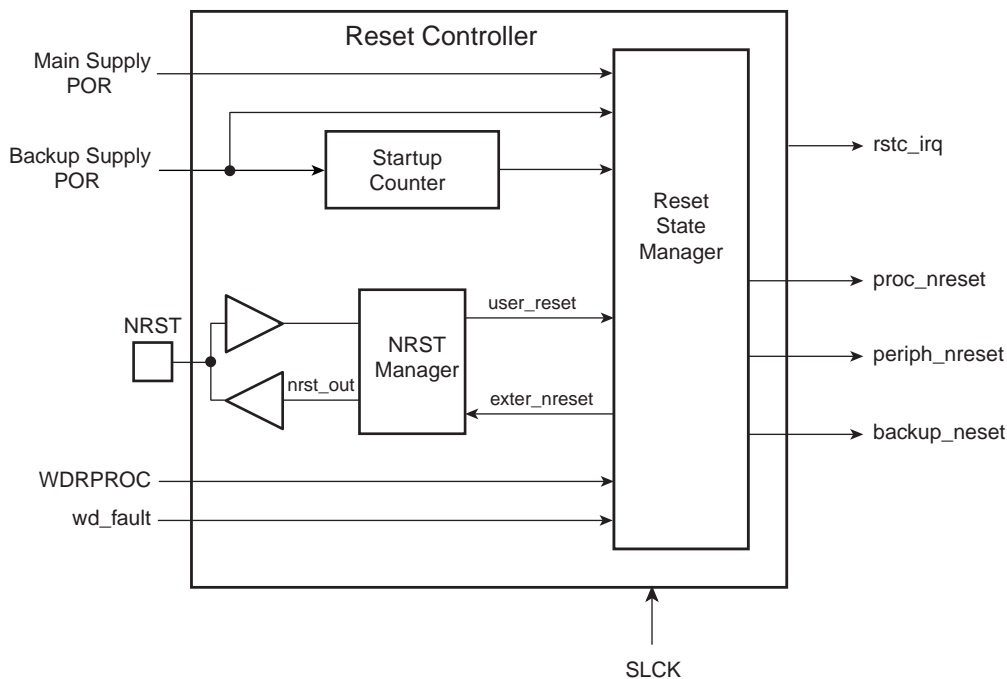 Reset Controller
Main Supply
POR
Backup Supply
POR
Startup
Counter
rstc_irq
Reset
State
Manager
proc_nreset
user_reset
NRST
NRST
Manager
nrst_out
periph_nreset
exter_nreset
backup_neset
WDRPROC
wd_fault
SLCK